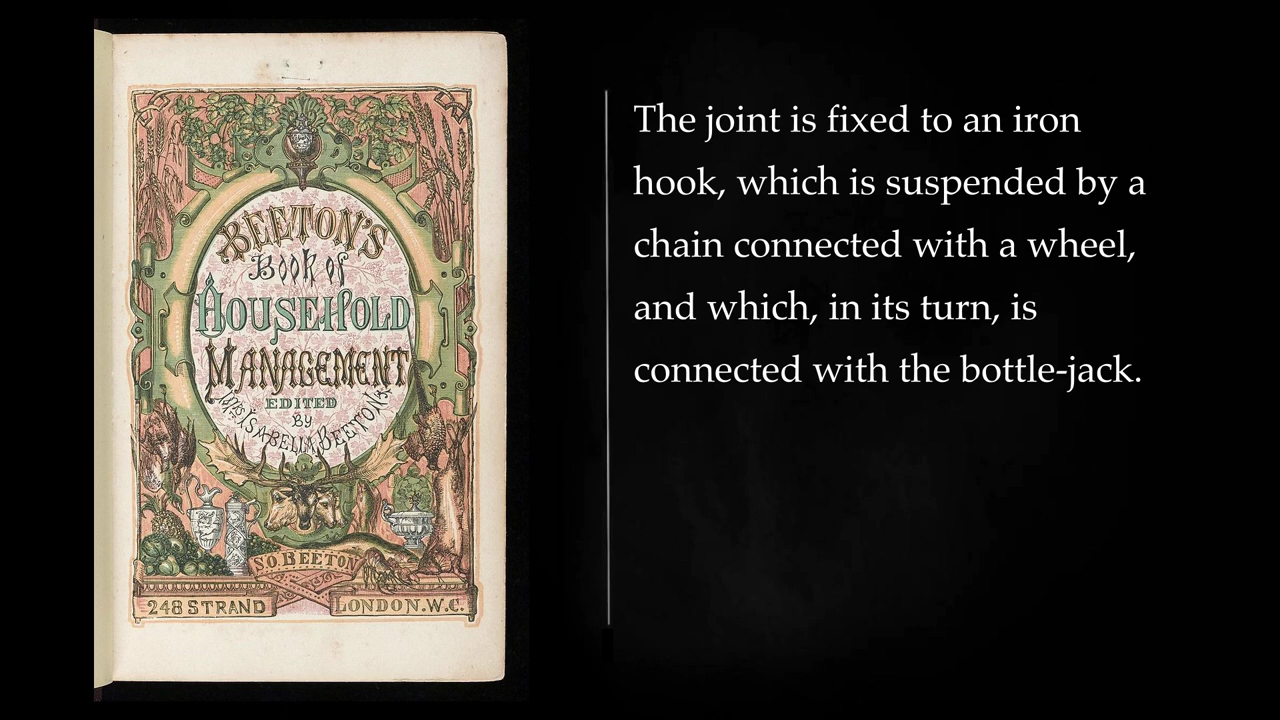 BEETON'S
Book of
HOUSEHOLD
MANAGEMENT
EDITED
BY
MRS ISABELLA BEETON
S.O. BEETON
248 STRAND
LONDON. W.C.
The joint is fixed to an iron
hook, which is suspended by a
chain connected with a wheel,
and which, in its turn, is
connected with the bottle-jack.